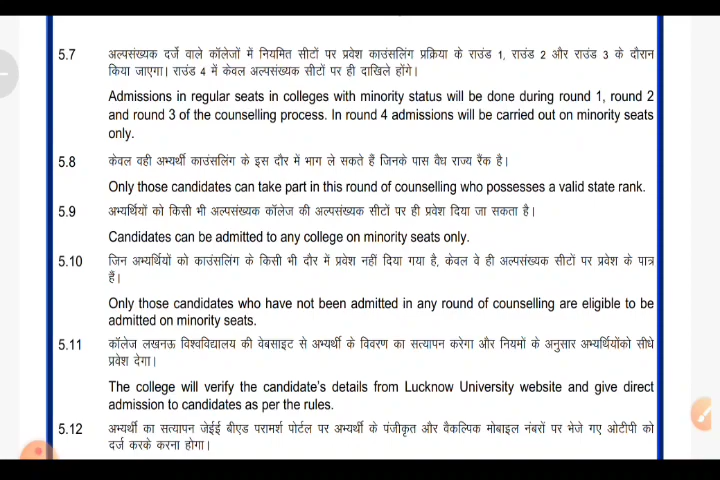 5.7 अल्पसंख्यक दर्जे वाले कॉलेजों में नियमित सीटों पर प्रवेश काउंसलिंग प्रक्रिया के राउंड 1, राउंड 2 और राउंड 3 के दौरान
किया जाएगा। राउंड 4 में केवल अल्पसंख्यक सीटों पर ही दाखिले होंगे।
Admissions in regular seats in colleges with minority status will be done during round 1, round 2
and round 3 of the counselling process. In round 4 admissions will be carried out on minority seats
only.
5.8 केवल वही अभ्यर्थी काउंसलिंग के इस दौर में भाग ले सकते हैं जिनके पास वैध राज्य रैंक है।
Only those candidates can take part in this round of counselling who possesses a valid state rank.
5.9 अभ्यर्थियों को किसी भी अल्पसंख्यक कॉलेज की अल्पसंख्यक सीटों पर ही प्रवेश दिया जा सकता है।
Candidates can be admitted to any college on minority seats only.
5.10 जिन अभ्यर्थियों को काउंसलिंग के किसी भी दौर में प्रवेश नहीं दिया गया है, केवल वे ही अल्पसंख्यक सीटों पर प्रवेश के पात्र
हैं।
Only those candidates who have not been admitted in any round of counselling are eligible to be
admitted on minority seats.
5.11 कॉलेज लखनऊ विश्वविद्यालय की वेबसाइट से अभ्यर्थी के विवरण का सत्यापन करेगा और नियमों के अनुसार अभ्यर्थियोंको सीधे
प्रवेश देगा।
The college will verify the candidate's details from Lucknow University website and give direct
admission to candidates as per the rules.
5.12 अभ्यर्थी का सत्यापन जेईई बीएड परामर्श पोर्टल पर अभ्यर्थी के पंजीकृत और वैकल्पिक मोबाइल नंबरों पर भेजे गए ओटीपी को
दर्ज करके करना होगा।